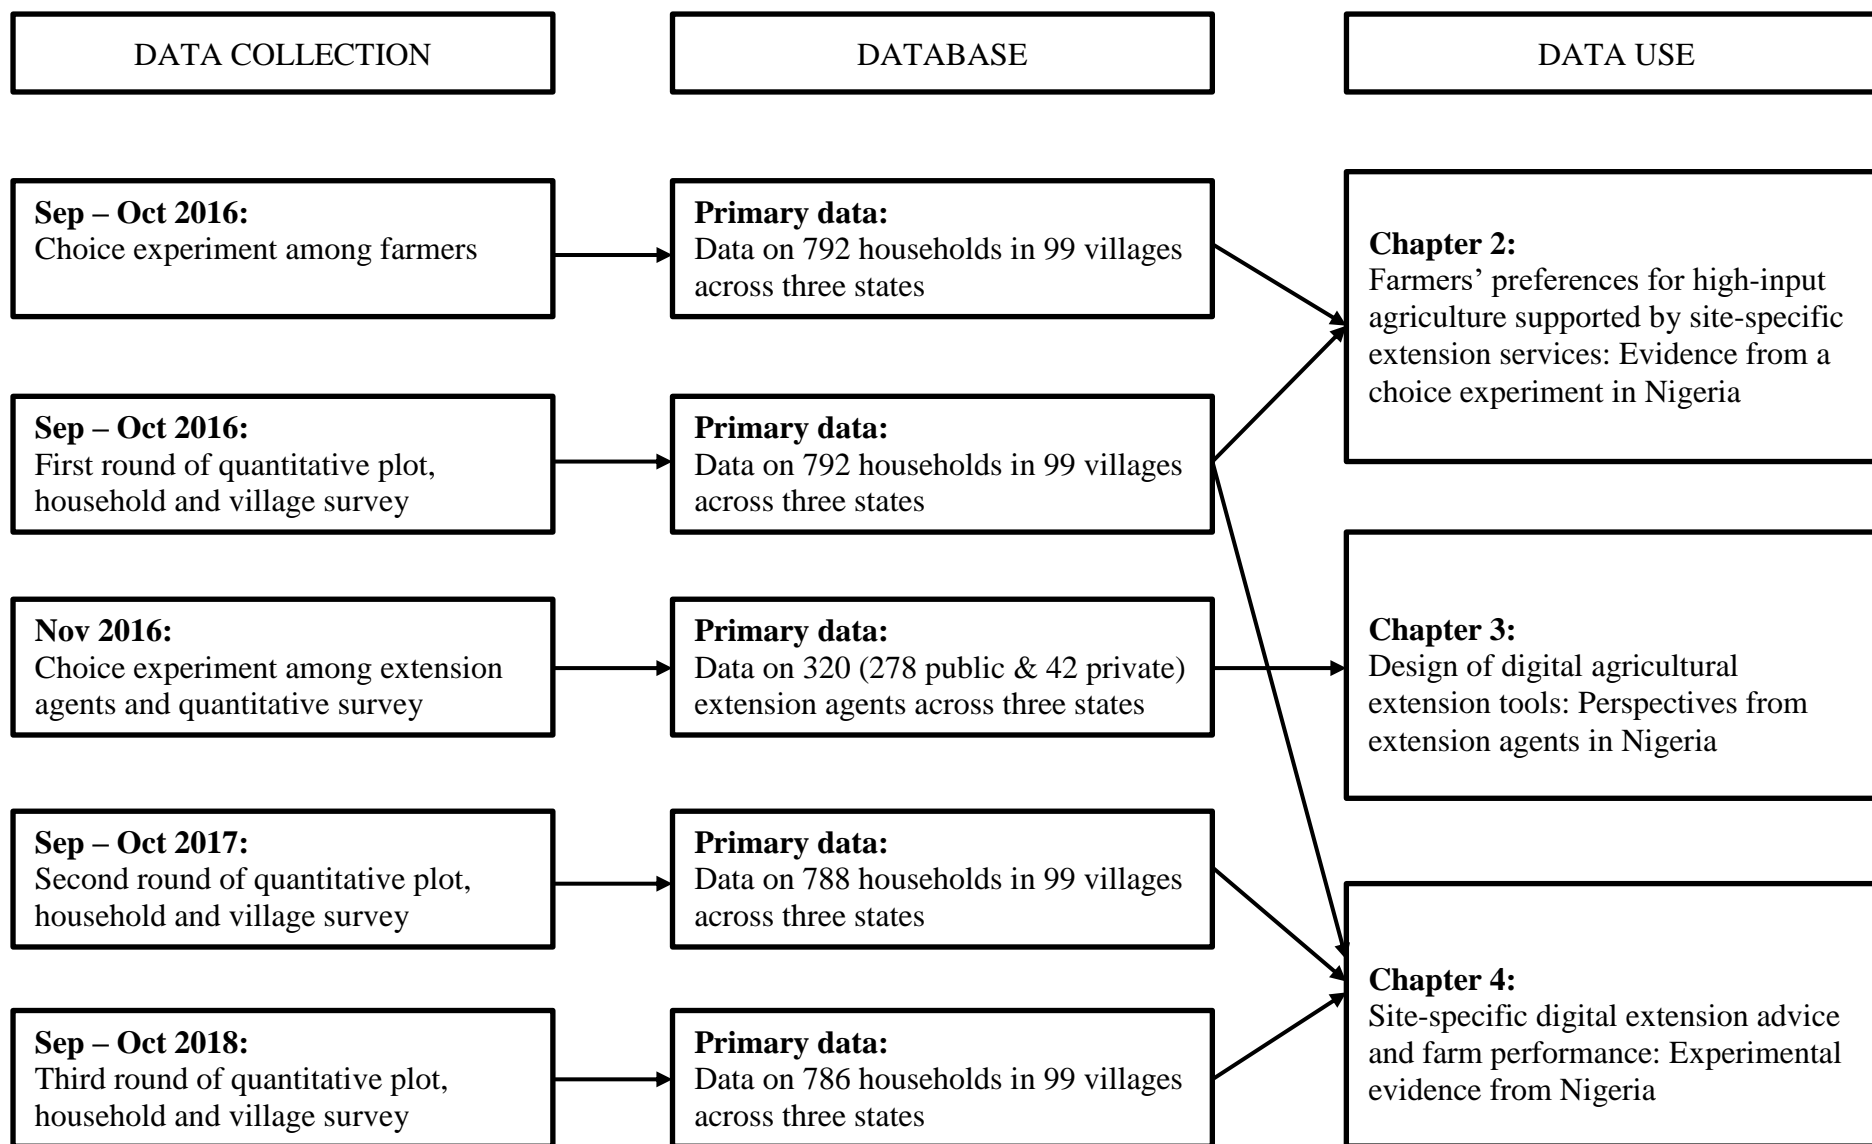 DATA COLLECTION
DATABASE
DATA USE
Sep – Oct 2016:
Choice experiment among farmers
Primary data:
Data on 792 households in 99 villages
across three states
Chapter 2:
Farmers’ preferences for high-input
agriculture supported by site-specific
extension services: Evidence from a
choice experiment in Nigeria
Sep – Oct 2016:
First round of quantitative plot,
household and village survey
Primary data:
Data on 792 households in 99 villages
across three states
Nov 2016:
Choice experiment among extension
agents and quantitative survey
Primary data:
Data on 320 (278 public & 42 private)
extension agents across three states
Chapter 3:
Design of digital agricultural
extension tools: Perspectives from
extension agents in Nigeria
Sep – Oct 2017:
Second round of quantitative plot,
household and village survey
Primary data:
Data on 788 households in 99 villages
across three states
Chapter 4:
Site-specific digital extension advice
and farm performance: Experimental
evidence from Nigeria
Sep – Oct 2018:
Third round of quantitative plot,
household and village survey
Primary data:
Data on 786 households in 99 villages
across three states